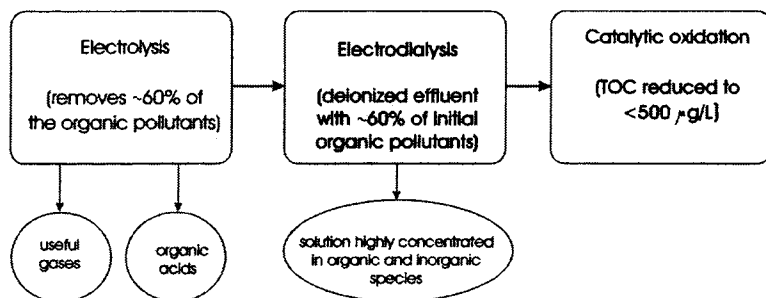 Electrolysis
(removes ~60% of
the organic pollutants)
Electrodialysis
(deionized effluent
with ~60% of initial
organic pollutants)
Catalytic oxidation
(TOC reduced to
<500 μg/L)
useful
gases
organic
acids
solution highly concentrated
in organic and inorganic
species